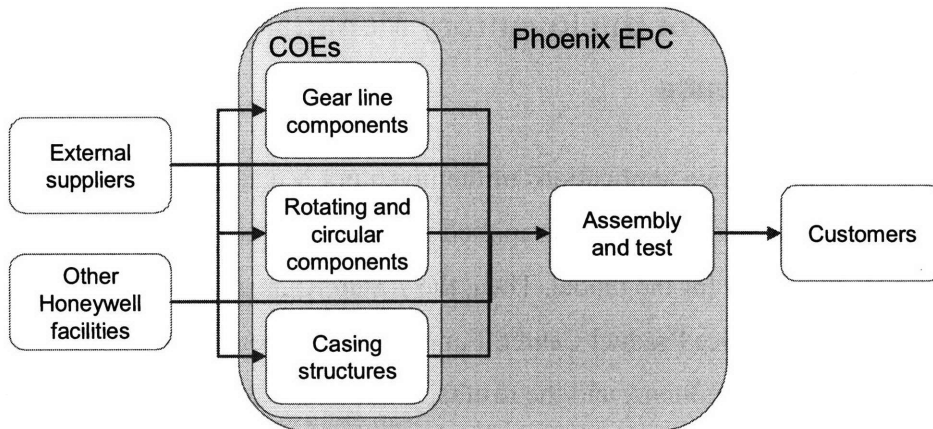 COEs
Phoenix EPC
Gear line
components
External
suppliers
Rotating and
circular
components
Assembly
and test
Customers
Other
Honeywell
facilities
Casing
structures